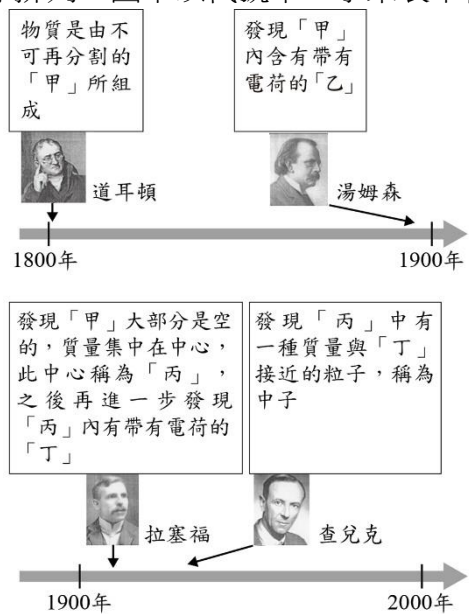 物質是由不
可再分割的
「甲」所組
成
發現「甲」
內含有帶有
電荷的「乙」
道耳頓
湯姆森
1800年
1900年
發現「甲」大部分是空
的，質量集中在中心，
此中心稱為「丙」，
之後再進一步發現
「丙」內有帶有電荷的
「丁」
發現「丙」中有
一種質量與「丁」
接近的粒子，稱為
中子
拉塞福
查兌克
1900年
2000年